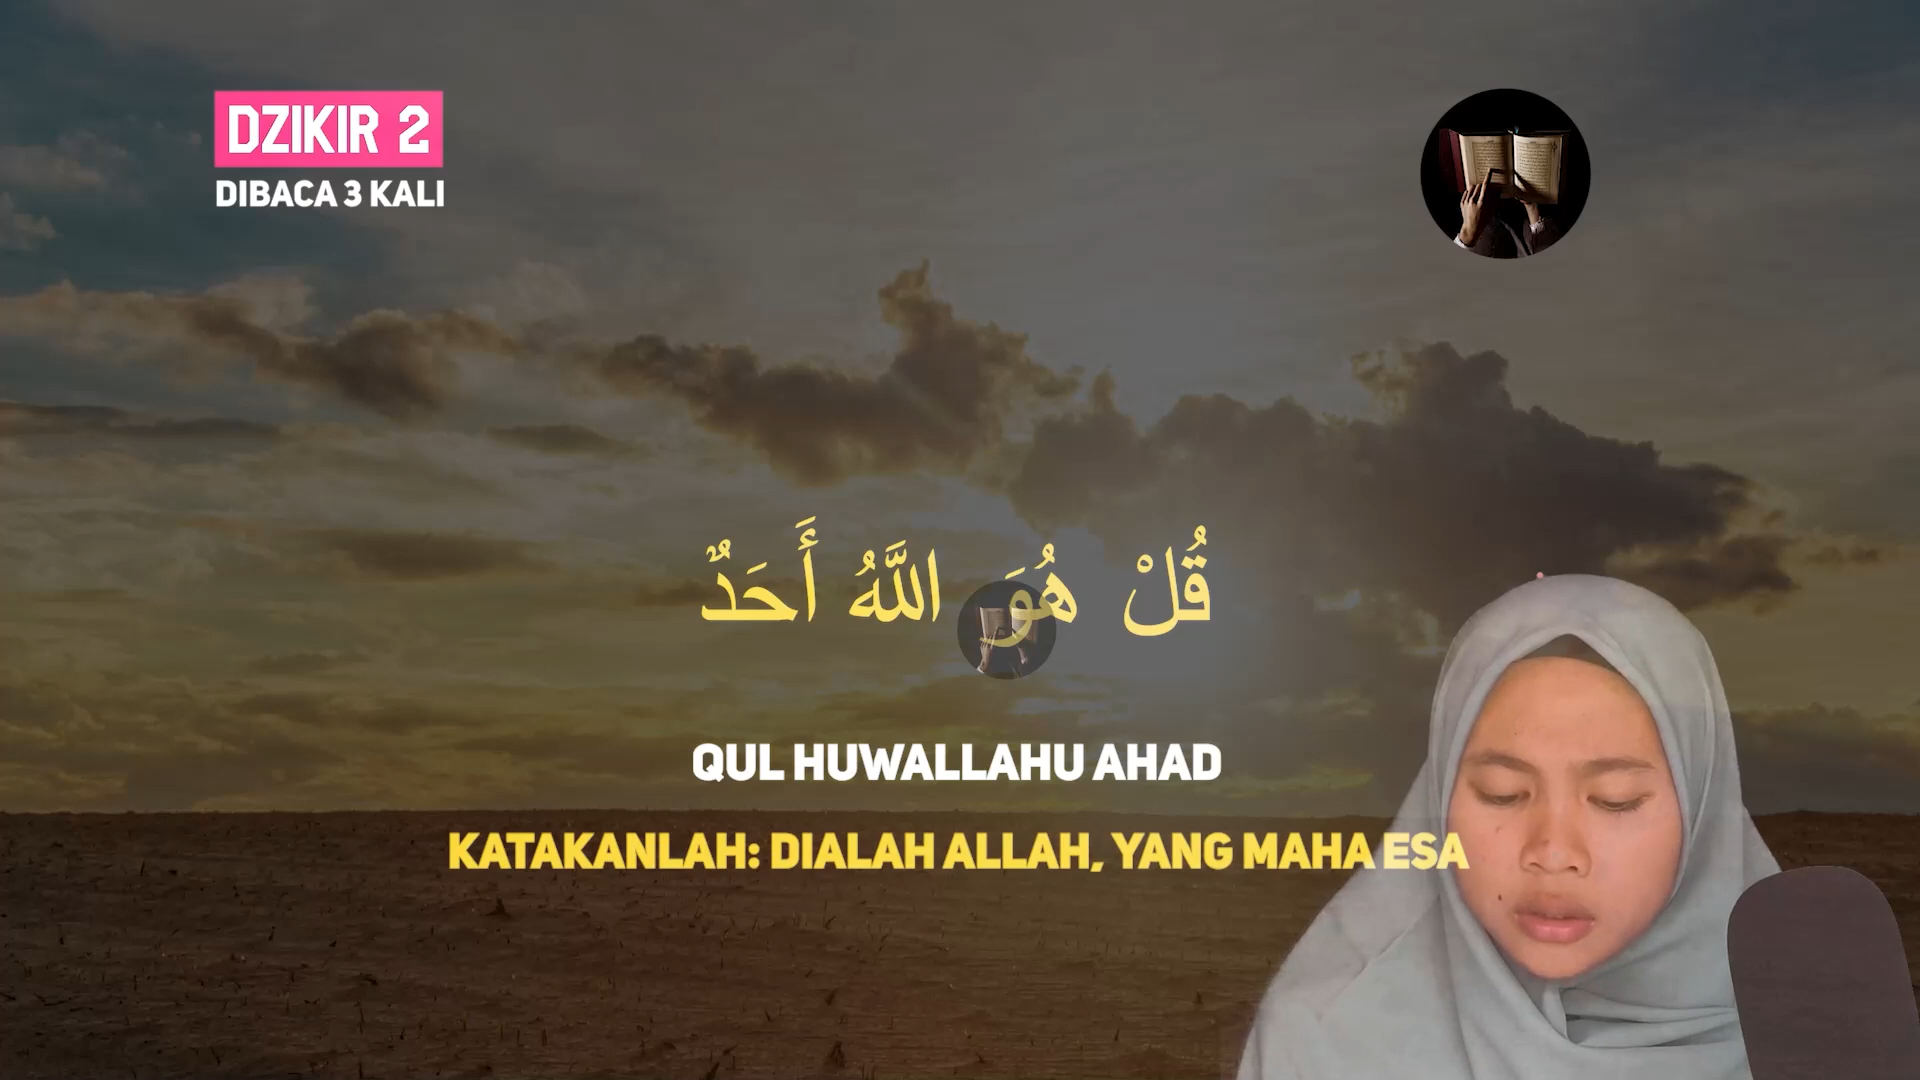 DZIKIR 2
DIBACA 3 KALI
قُلْ هُوَ اللَّهُ أَحَدٌ
QUL HUWALLAHU AHAD
KATAKANLAH: DIALAH ALLAH, YANG MAHA ESA